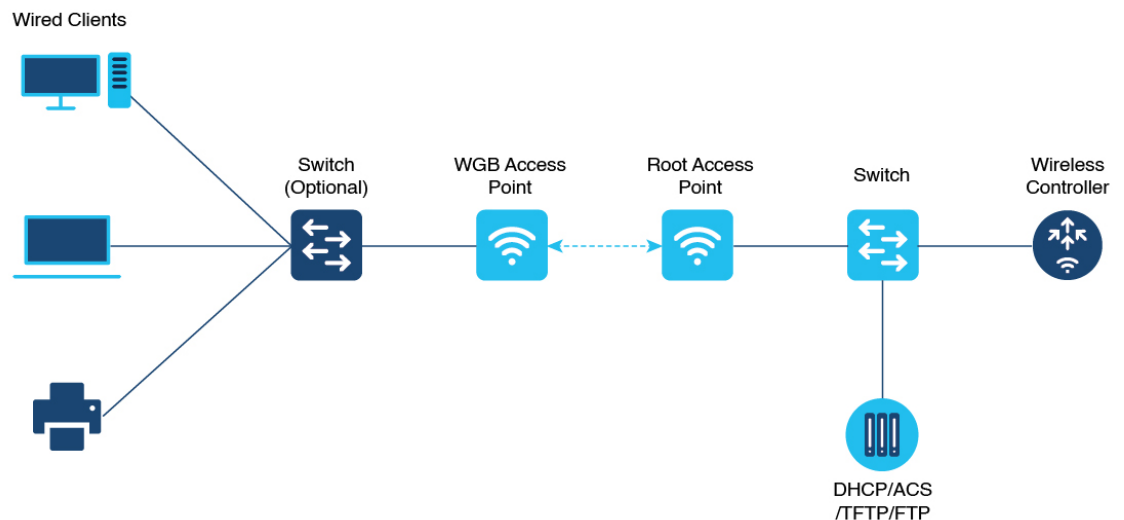 Wired Clients
Switch
(Optional)
WGB Access
Point
Root Access
Point
Switch
Wireless
Controller
DHCP/ACS
/TFTP/FTP